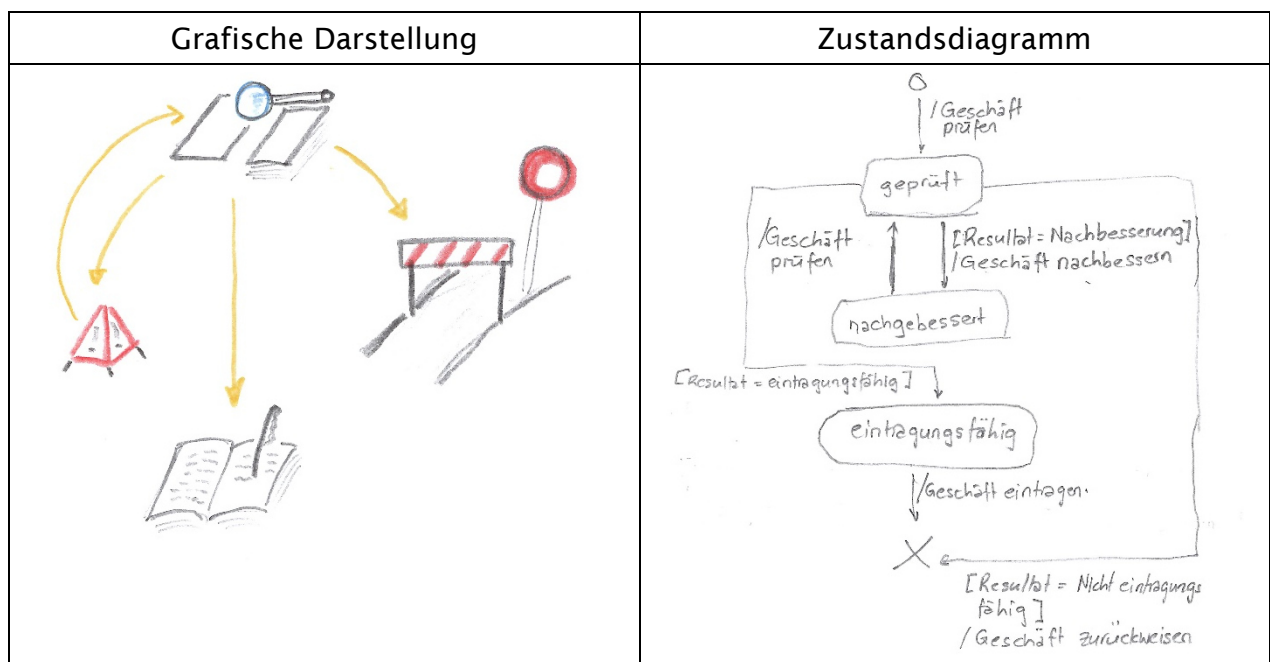 Grafische Darstellung
Zustandsdiagramm
/Geschäft
prüfen
geprüft
/Geschäft
prüfen
[Resultat = Nachbesserung]
/Geschäft nachbessern
nachgebessert
[Resultat = eintragungsfähig]
eintragungsfähig
/Geschäft eintragen.
[Resultat = Nicht eintragungs
fähig]
/Geschäft zurückweisen